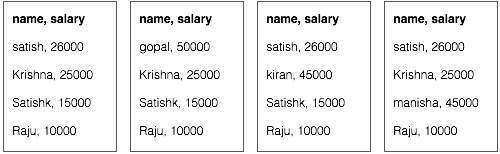 name, salary
satish, 26000
Krishna, 25000
Satishk, 15000
Raju, 10000
name, salary
gopal, 50000
Krishna, 25000
Satishk, 15000
Raju, 10000
name, salary
satish, 26000
kiran, 45000
Satishk, 15000
Raju, 10000
name, salary
satish, 26000
Krishna, 25000
manisha, 45000
Raju, 10000